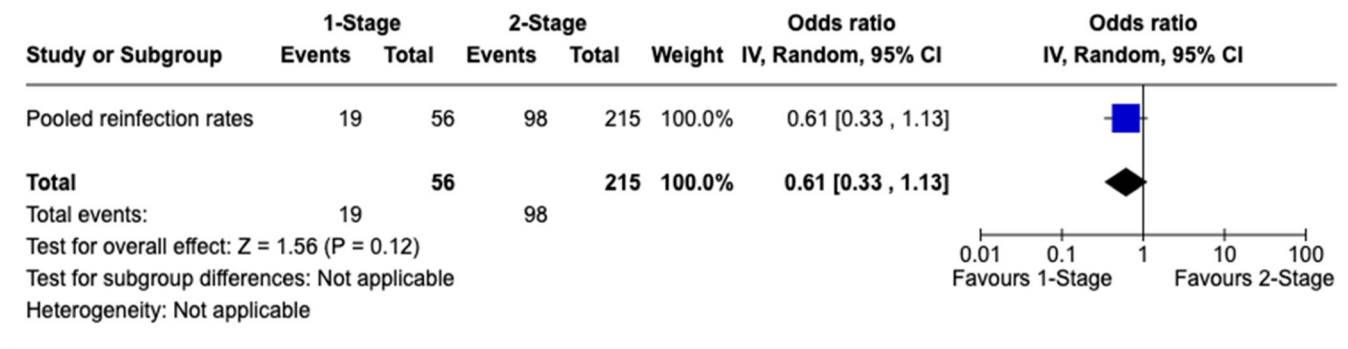 1-Stage 2-Stage Odds ratio Odds ratio
Study or Subgroup Events Total Events Total Weight IV, Random, 95% CI IV, Random, 95% CI
Pooled reinfection rates 19 56 98 215 100.0% 0.61 [0.33 , 1.13]
Total 56 215 100.0% 0.61 [0.33 , 1.13]
Total events: 19 98
Test for overall effect: Z = 1.56 (P = 0.12)
0.01 0.1 1 10 100
Test for subgroup differences: Not applicable Favours 1-Stage Favours 2-Stage
Heterogeneity: Not applicable